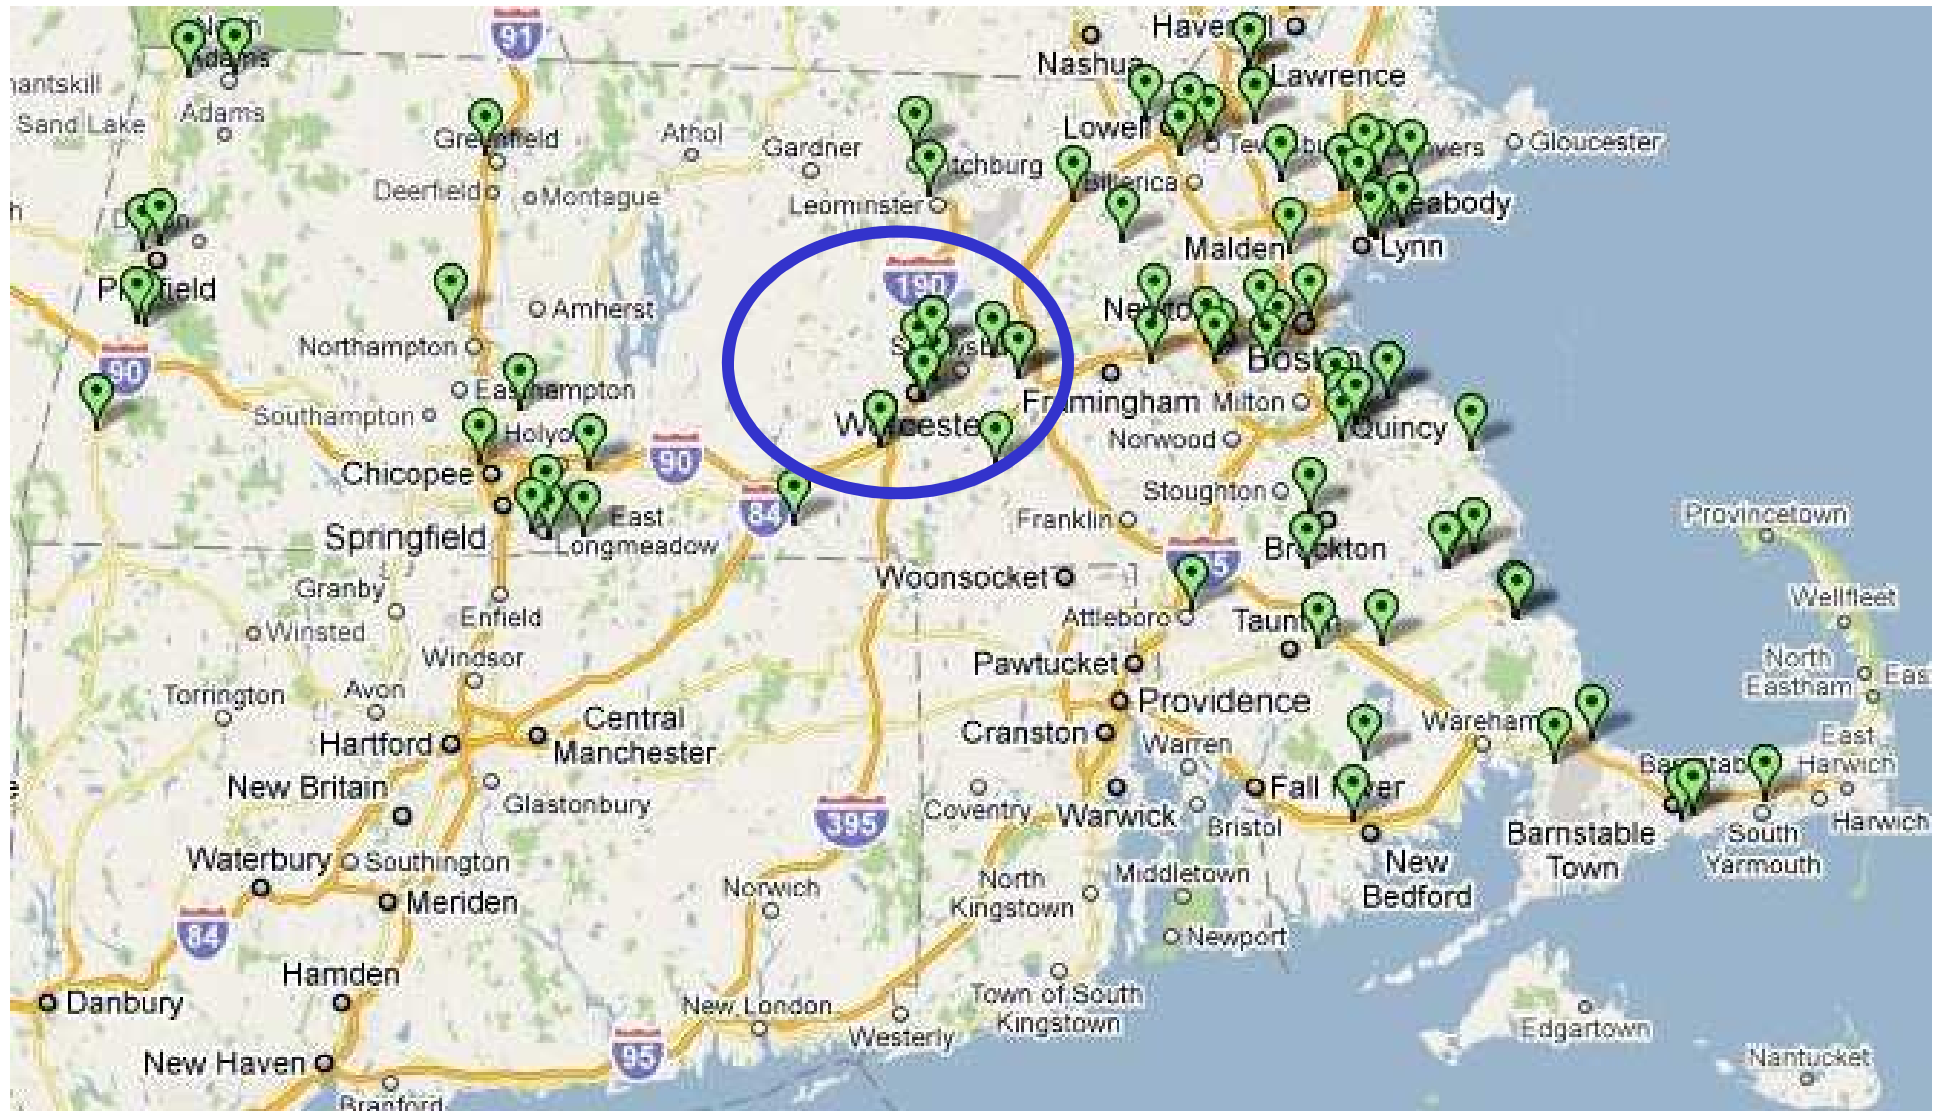 91
Nashua
Lawrence
Adams
Sand Lake
Adams
Lowell
Athol
Gardner
Gloucester
Deerfield
Montague
Leominster
Malden
Lynn
190
Amherst
Northampton
90
Southampton
Framingham
Milton
Quincy
Norwood
Chicopee
90
84
Stoughton
Springfield
East
Longmeadow
Franklin
Provincetown
Granby
Enfield
Woonsocket
Attleboro
Wellfleet
Winsted
Windsor
Pawtucket
North
Eastham
Torrington
Avon
Providence
Central
Manchester
Hartford
Cranston
Warren
Wareham
East
Harwich
New Britain
Glastonbury
395
Coventry
Warwick
Bristol
Barnstable
Town
South
Yarmouth
Harwich
Waterbury
Southington
Meriden
Norwich
North
Kingstown
Middletown
New
Bedford
84
Newport
Hamden
Danbury
New London
Westerly
Town of South
Kingstown
Edgartown
New Haven
95
Nantucket
Branford